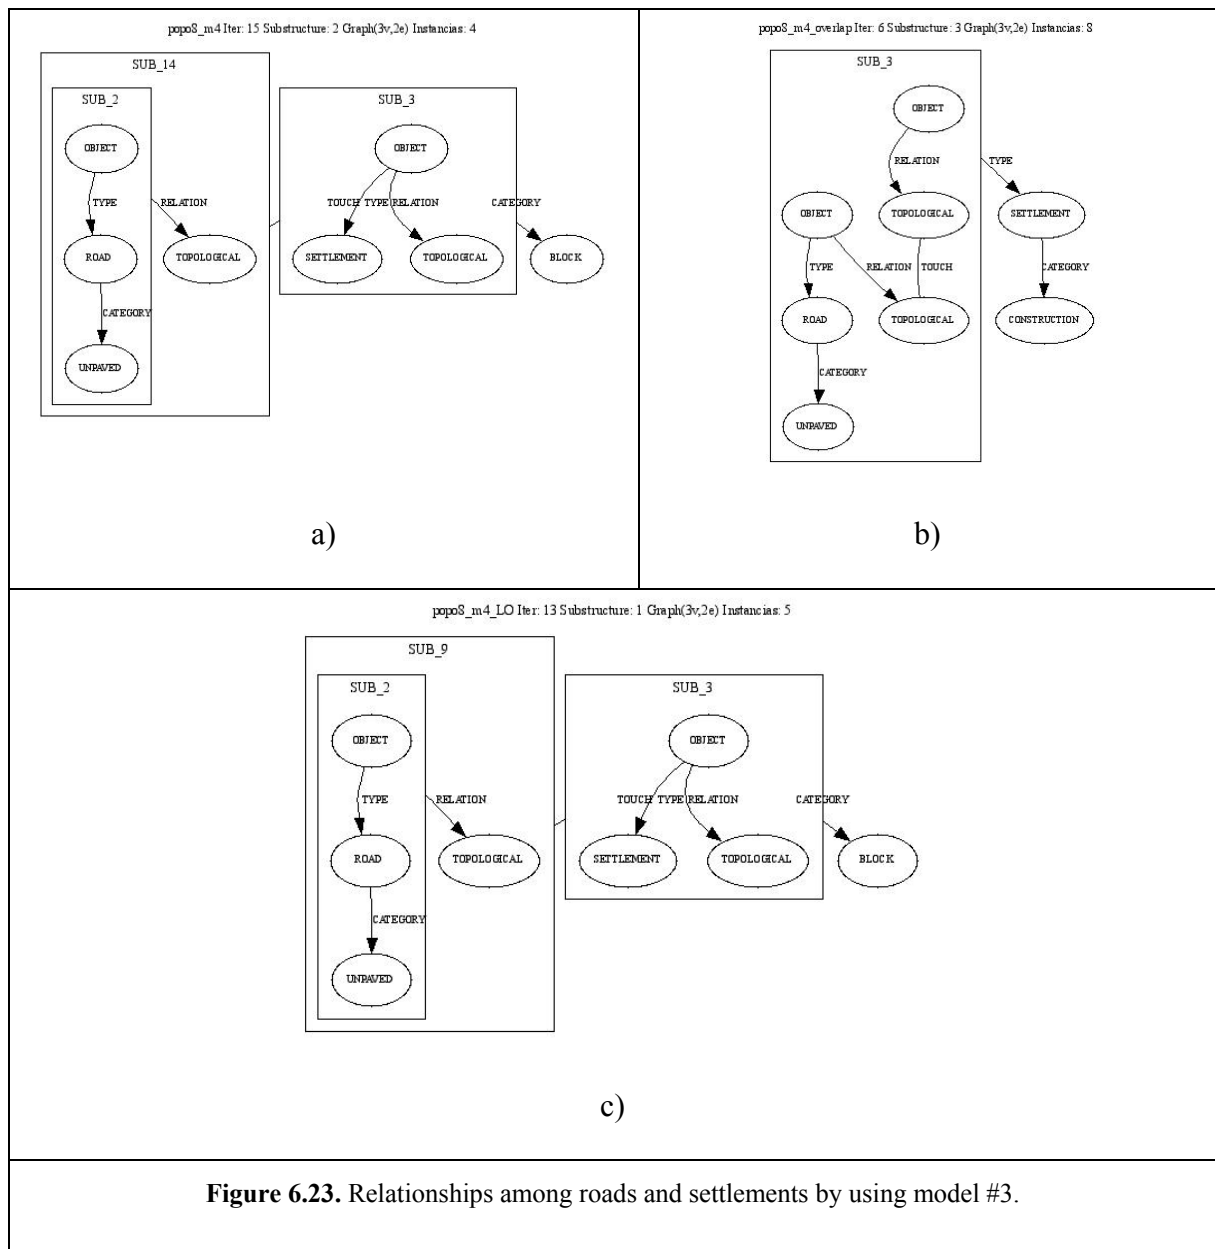 popo8_m4 Iter: 15 Substructure: 2 Graph(3v,2e) Instancias: 4
SUB_14
SUB_2
SUB_3
OBJECT
OBJECT
TYPE
RELATION
TOUCH
TYPE
RELATION
CATEGORY
ROAD
TOPOLOGICAL
SETTLEMENT
TOPOLOGICAL
BLOCK
CATEGORY
UNPAVED
a)
popo8_m4_overlap Iter: 6 Substructure: 3 Graph(3v,2e) Instancias: 8
SUB_3
OBJECT
RELATION
TYPE
OBJECT
TOPOLOGICAL
SETTLEMENT
TYPE
RELATION
TOUCH
CATEGORY
ROAD
TOPOLOGICAL
CONSTRUCTION
CATEGORY
UNPAVED
b)
popo8_m4_LO Iter: 13 Substructure: 1 Graph(3v,2e) Instancias: 5
SUB_9
SUB_2
SUB_3
OBJECT
OBJECT
TYPE
RELATION
TOUCH
TYPE
RELATION
CATEGORY
ROAD
TOPOLOGICAL
SETTLEMENT
TOPOLOGICAL
BLOCK
CATEGORY
UNPAVED
c)
Figure 6.23. Relationships among roads and settlements by using model #3.